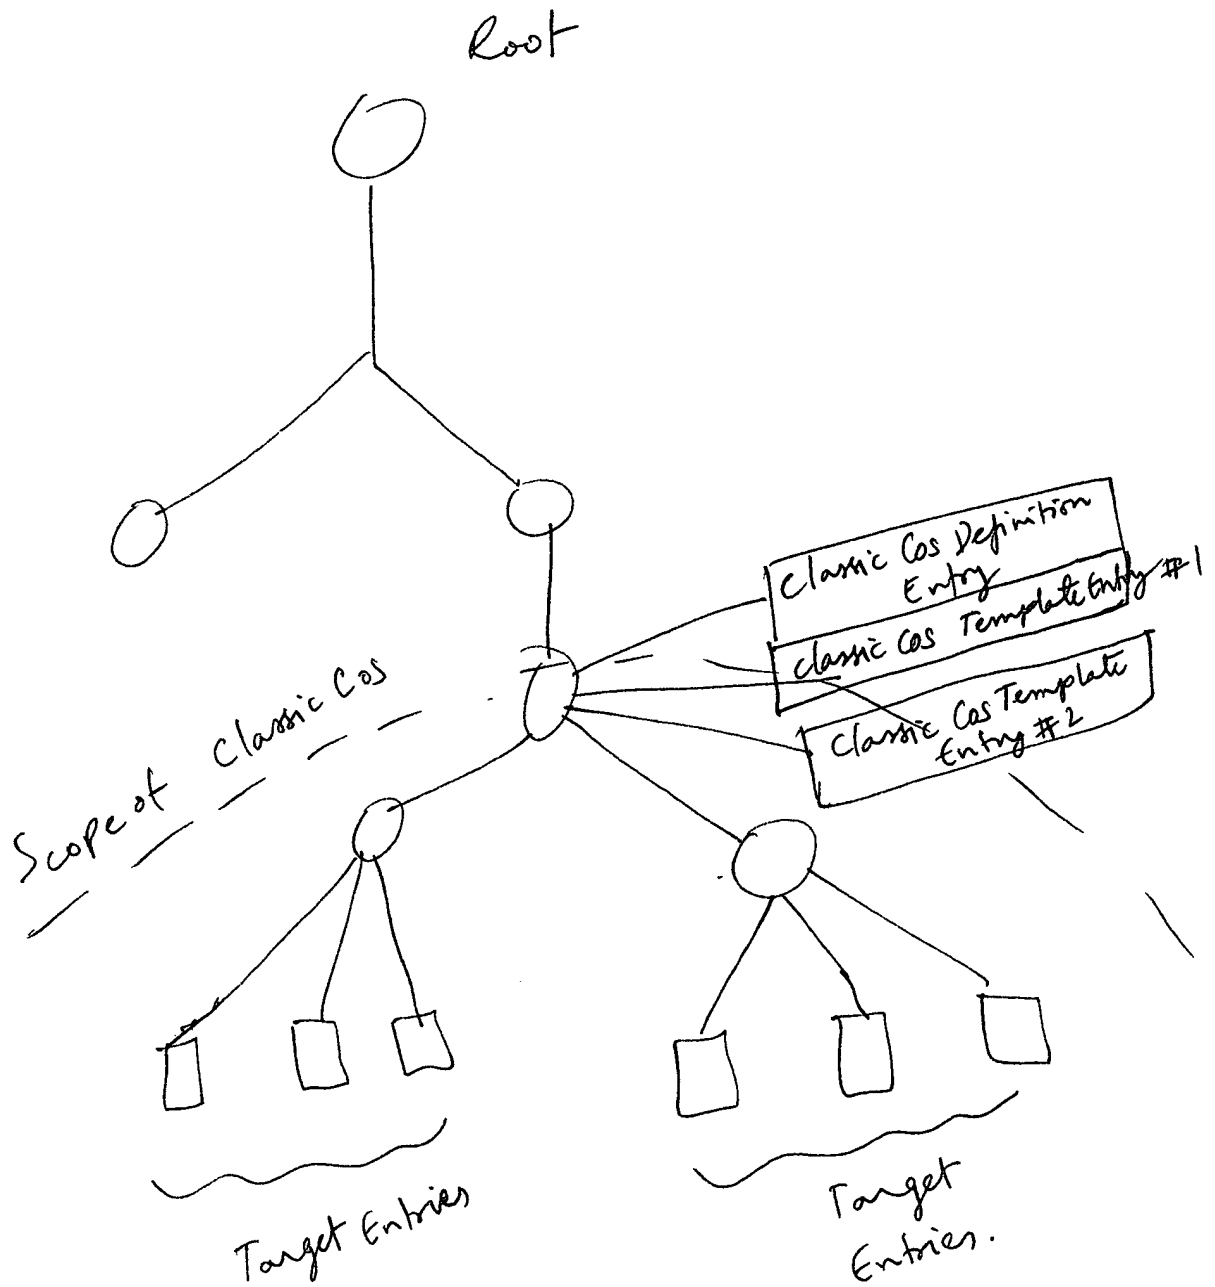 Root
Classic Cos Definition
Entry
Classic Cos Template Entry #1
Classic Cos Template
Entry #2
Scope of Classic Cos
Target Entries
Target
Entries.